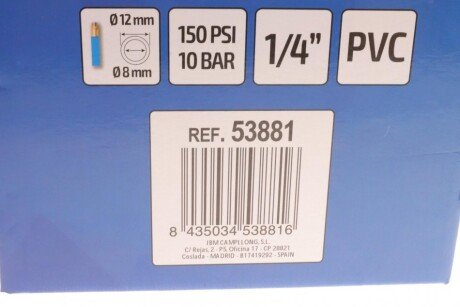 Ø 12 mm
Ø 8 mm
150 PSI
10 BAR
1/4”
PVC
REF. 53881
8 435034 538816
JBM CAMPLLONG, S.L.
C/ Rejas, 2 - P5, Oficina 17 - CP 28821
Coslada - MADRID - B17419292 - SPAIN